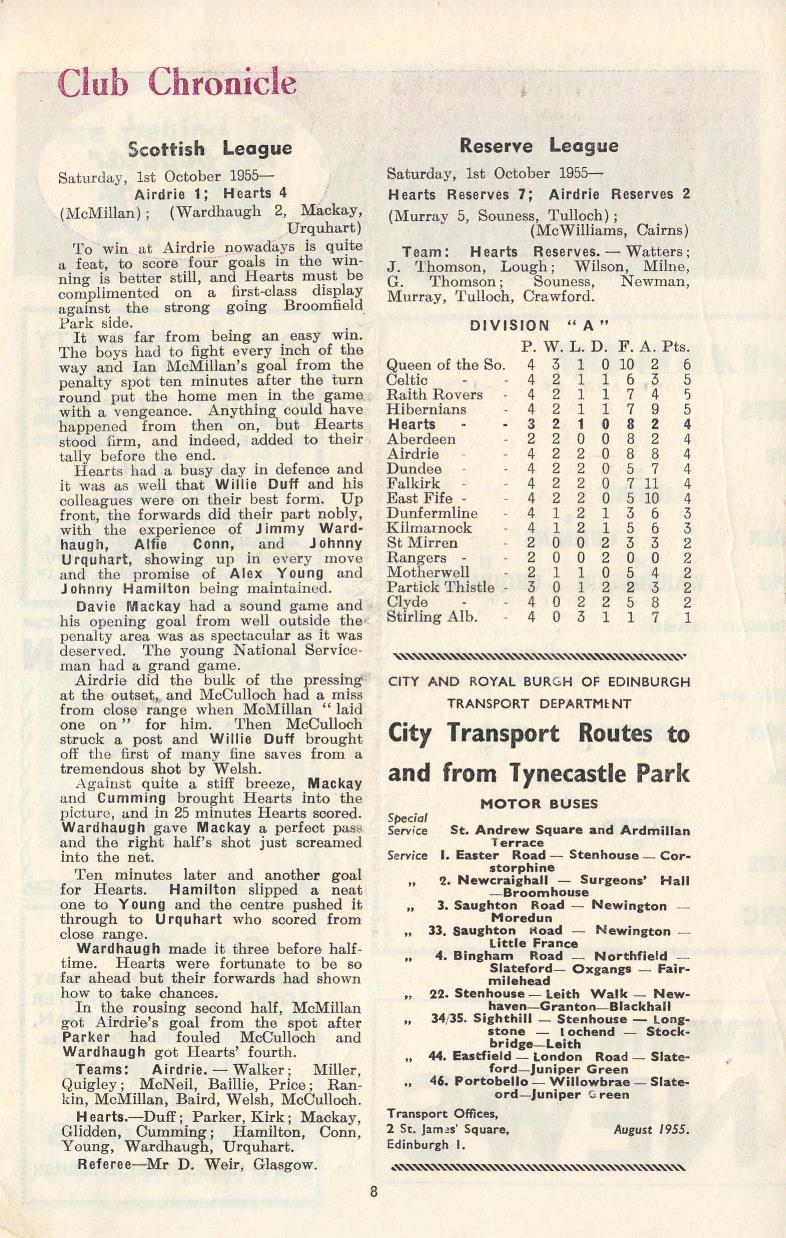 Club Chronicle
Scottish League
Saturday, 1st October 1955—
Airdrie 1; Hearts 4
(McMillan); (Wardhaugh 2, Mackay,
Urquhart)
To win at Airdrie nowadays is quite
a feat, to score four goals in the win-
ning is better still, and Hearts must be
complimented on a first-class display
against the strong going Broomfield
Park side.
It was far from being an easy win.
The boys had to fight every inch of the
way and Ian McMillan's goal from the
penalty spot ten minutes after the turn
round put the home men in the game
with a vengeance. Anything could have
happened from then on, but Hearts
stood firm, and indeed, added to their
tally before the end.
Hearts had a busy day in defence and
it was as well that Willie Duff and his
colleagues were on their best form. Up
front, the forwards did their part nobly,
with the experience of Jimmy Ward-
haugh, Alfie Conn, and Johnny
Urquhart, showing up in every move
and the promise of Alex Young and
Johnny Hamilton being maintained.
Davie Mackay had a sound game and
his opening goal from well outside the
penalty area was as spectacular as it was
deserved. The young National Service-
man had a grand game.
Airdrie did the bulk of the pressing
at the outset, and McCulloch had a miss
from close range when McMillan "laid
one on" for him. Then McCulloch
struck a post and Willie Duff brought
off the first of many fine saves from a
tremendous shot by Welsh.
Against quite a stiff breeze, Mackay
and Cumming brought Hearts into the
picture, and in 25 minutes Hearts scored.
Wardhaugh gave Mackay a perfect pass
and the right half's shot just screamed
into the net.
Ten minutes later and another goal
for Hearts. Hamilton slipped a neat
one to Young and the centre pushed it
through to Urquhart who scored from
close range.
Wardhaugh made it three before half-
time. Hearts were fortunate to be so
far ahead but their forwards had shown
how to take chances.
In the rousing second half, McMillan
got Airdrie's goal from the spot after
Parker had fouled McCulloch and
Wardhaugh got Hearts' fourth.
Teams: Airdrie. — Walker; Miller,
Quigley; McNeil, Baillie, Price; Ran-
kin, McMillan, Baird, Welsh, McCulloch.
Hearts.—Duff; Parker, Kirk; Mackay,
Glidden, Cumming; Hamilton, Conn,
Young, Wardhaugh, Urquhart.
Referee—Mr D. Weir, Glasgow.
Reserve League
Saturday, 1st October 1955—
Hearts Reserves 7; Airdrie Reserves 2
(Murray 5, Souness, Tulloch);
(McWilliams, Cairns)
Team: Hearts Reserves. — Watters;
J. Thomson, Lough; Wilson, Milne,
G. Thomson; Souness, Newman,
Murray, Tulloch, Crawford.
DIVISION "A"
P. W. L. D. F. A. Pts.
Queen of the So. 4 3 1 0 10 2 6
Celtic - - 4 2 1 1 6 3 5
Raith Rovers - 4 2 1 1 7 4 5
Hibernians - 4 2 1 1 7 9 5
Hearts - - 3 2 1 0 8 2 4
Aberdeen - 2 2 0 0 8 2 4
Airdrie - - 4 2 2 0 8 8 4
Dundee - - 4 2 2 0 5 7 4
Falkirk - - 4 2 2 0 7 11 4
East Fife - - 4 2 2 0 5 10 4
Dunfermline - 4 1 2 1 3 6 3
Kilmarnock - 4 1 2 1 5 6 3
St Mirren - 2 0 0 2 3 3 2
Rangers - - 2 0 0 2 0 0 2
Motherwell - 2 1 1 0 5 4 2
Partick Thistle - 3 0 1 2 2 3 2
Clyde - - 4 0 2 2 5 8 2
Stirling Alb. - 4 0 3 1 1 7 1
CITY AND ROYAL BURGH OF EDINBURGH
TRANSPORT DEPARTMENT
City Transport Routes to
and from Tynecastle Park
MOTOR BUSES
Special
Service St. Andrew Square and Ardmillan
Terrace
Service 1. Easter Road — Stenhouse — Cor-
storphine
„ 2. Newcraighall — Surgeons' Hall
—Broomhouse
„ 3. Saughton Road — Newington —
Moredun
„ 33. Saughton Road — Newington —
Little France
„ 4. Bingham Road — Northfield —
Slateford— Oxgangs — Fair-
milehead
„ 22. Stenhouse — Leith Walk — New-
haven—Granton—Blackhall
„ 34/35. Sighthill — Stenhouse — Long-
stone — Lochend — Stock-
bridge—Leith
„ 44. Eastfield — London Road — Slate-
ford—Juniper Green
„ 46. Portobello — Willowbrae — Slate-
ord—Juniper Green
Transport Offices,
2 St. James' Square, August 1955.
Edinburgh 1.
8